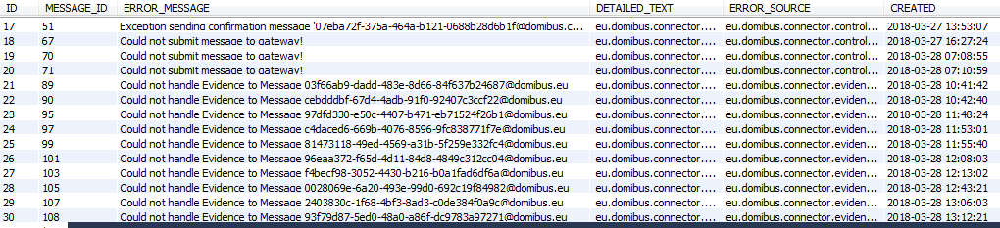 ID MESSAGE_ID ERROR_MESSAGE DETAILED_TEXT ERROR_SOURCE CREATED
17 51 Exception sending confirmation message '07eba72f-375a-464a-b121-0688b28d6b1f@domibus.c... eu.domibus.connector.... eu.domibus.connector.control... 2018-03-27 13:53:07
18 67 Could not submit message to gateway! eu.domibus.connector.... eu.domibus.connector.control... 2018-03-27 16:27:24
19 70 Could not submit message to gateway! eu.domibus.connector.... eu.domibus.connector.control... 2018-03-28 07:08:55
20 71 Could not submit message to gateway! eu.domibus.connector.... eu.domibus.connector.control... 2018-03-28 07:10:59
21 89 Could not handle Evidence to Message 03f66ab9-dadd-483e-8d66-84f637b24687@domibus.eu eu.domibus.connector.... eu.domibus.connector.eviden... 2018-03-28 10:41:42
22 90 Could not handle Evidence to Message cebdddbf-67d4-4adb-91f0-92407c3ccf22@domibus.eu eu.domibus.connector.... eu.domibus.connector.eviden... 2018-03-28 10:42:40
23 95 Could not handle Evidence to Message 97dfd330-e50c-4407-b471-eb71524f26b1@domibus.eu eu.domibus.connector.... eu.domibus.connector.eviden... 2018-03-28 11:48:24
24 97 Could not handle Evidence to Message c4daced6-669b-4076-8596-9fc838771f7e@domibus.eu eu.domibus.connector.... eu.domibus.connector.eviden... 2018-03-28 11:53:01
25 99 Could not handle Evidence to Message 81473118-49ed-4569-a31b-5f259e332fc4@domibus.eu eu.domibus.connector.... eu.domibus.connector.eviden... 2018-03-28 11:55:40
26 101 Could not handle Evidence to Message 96eaa372-f65d-4d11-84d8-4849c312cc04@domibus.eu eu.domibus.connector.... eu.domibus.connector.eviden... 2018-03-28 12:08:03
27 103 Could not handle Evidence to Message f4becf98-3052-4430-b216-b0a1fad6df6a@domibus.eu eu.domibus.connector.... eu.domibus.connector.eviden... 2018-03-28 12:13:02
28 105 Could not handle Evidence to Message 0028069e-6a20-493e-99d0-692c19f84982@domibus.eu eu.domibus.connector.... eu.domibus.connector.eviden... 2018-03-28 12:43:21
29 107 Could not handle Evidence to Message 2403830c-1f68-4bf3-8ad3-c0de384f0a9c@domibus.eu eu.domibus.connector.... eu.domibus.connector.eviden... 2018-03-28 13:06:03
30 108 Could not handle Evidence to Message 93f79d87-5ed0-48a0-a86f-dc9783a97271@domibus.eu eu.domibus.connector.... eu.domibus.connector.eviden... 2018-03-28 13:12:21